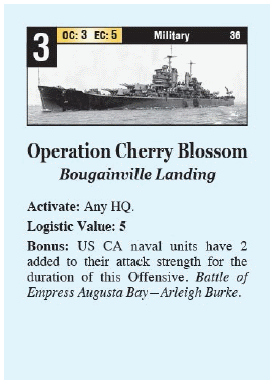 3 OC: 3 EC: 5 Military 36
Operation Cherry Blossom
Bougainville Landing
Activate: Any HQ.
Logistic Value: 5
Bonus: US CA naval units have 2
added to their attack strength for the
duration of this Offensive. Battle of
Empress Augusta Bay—Arleigh Burke.